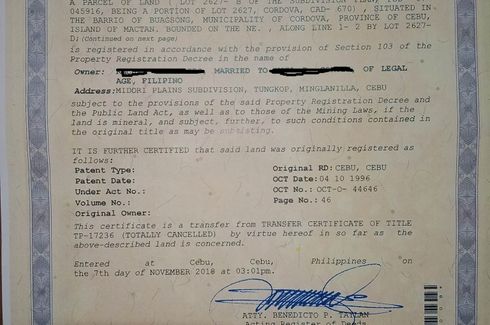 A PARCEL OF LAND ( LOT 2627- B OF THE SUBDIVISION PLAN,
045916, BEING A PORTION OF LOT 2627, CORDOVA, CAD- 670) , SITUATED IN
THE BARRIO OF BUAGSONG, MUNICIPALITY OF CORDOVA, PROVINCE OF CEBU,
ISLAND OF MACTAN. BOUNDED ON THE NE. , ALONG LINE 1- 2 BY LOT 2627-
D; (Continued on next page)
is registered in accordance with the provision of Section 103 of the
Property Registration Decree in the name of
Owner: MARRIED TO OF LEGAL
AGE, FILIPINO
Address: MIDORI PLAINS SUBDIVISION, TUNGKOP, MINGLANILLA, CEBU
subject to the provisions of the said Property Registration Decree and
the Public Land Act, as well as to those of the Mining Laws, if the
land is mineral, and subject, further, to such conditions contained in
the original title as may be subsisting.
IT IS FURTHER CERTIFIED that said land was originally registered as
follows:
Patent Type: Original RD: CEBU, CEBU
Patent Date: OCT Date: 04 10 1996
Under Act No.: OCT No.: OCT-O- 44646
Volume No.: Page No.: 46
Original Owner:
This certificate is a transfer from TRANSFER CERTIFICATE OF TITLE
TP-17236 (TOTALLY CANCELLED) by virtue hereof in so far as the
above-described land is concerned.
Entered at Cebu, Cebu, Philippines on
the 7th day of NOVEMBER 2018 at 03:01pm.
ATTY. BENEDICTO P. TATLAN
Acting Register of Deeds